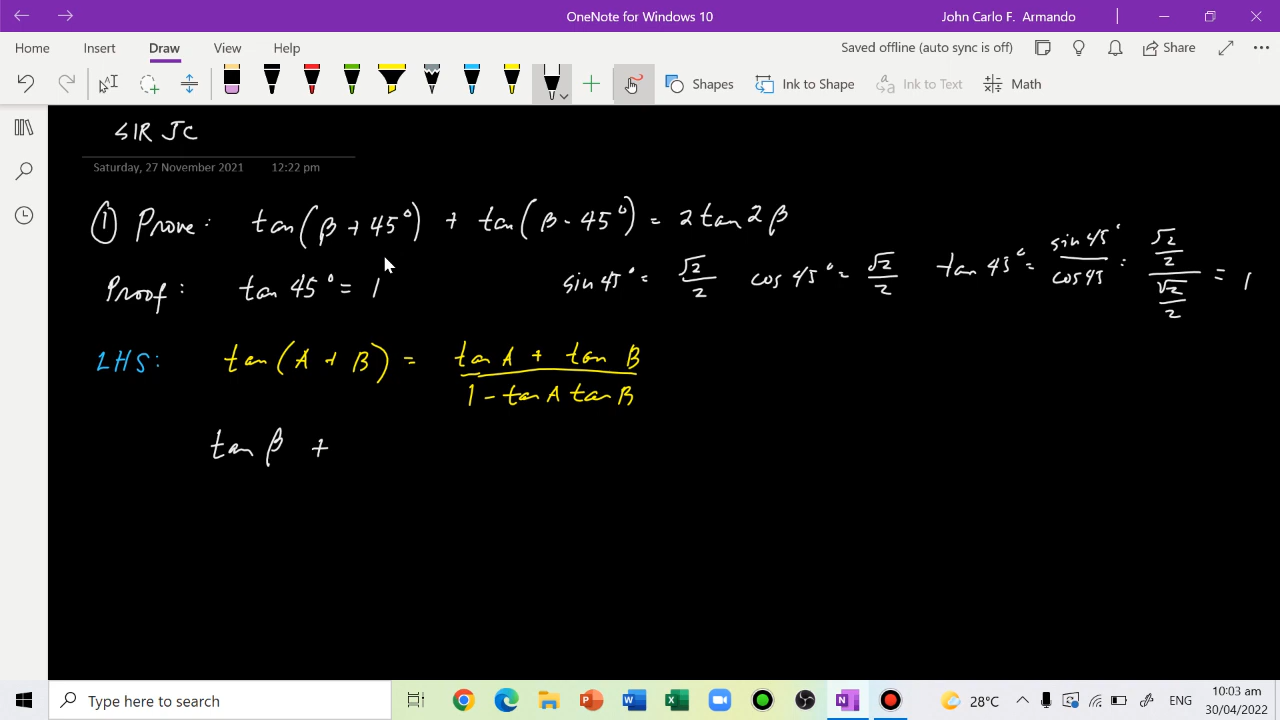 OneNote for Windows 10
John Carlo F. Armando
Home Insert Draw View Help
Saved offline (auto sync is off)
Share
Shapes
Ink to Shape
Ink to Text
Math
SIR JC
Saturday, 27 November 2021 12:22 pm
① Prove: tan(β + 45°) + tan(β - 45°) = 2 tan 2β
Proof: tan 45° = 1
sin 45° = √2/2 cos 45° = √2/2 tan 45° = sin 45°/cos 45 = (√2/2)/(√2/2) = 1
LHS: tan(A + B) = (tan A + tan B)/(1 - tan A tan B)
tan β +
Type here to search
28°C
ENG
10:03 am
30/04/2022